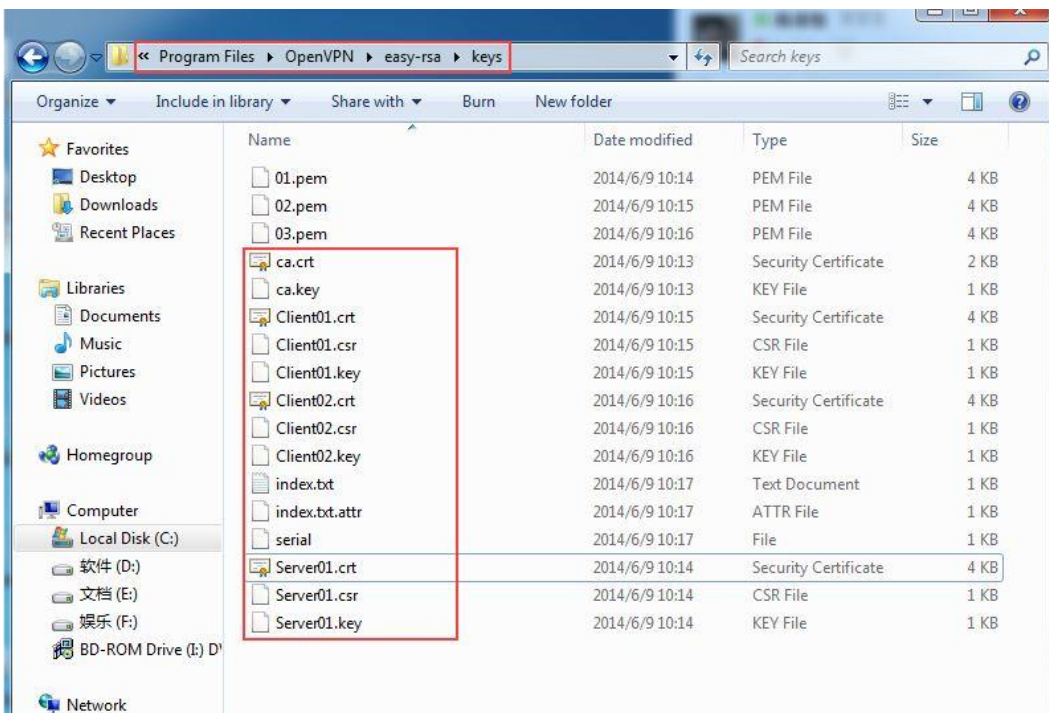 « Program Files ▸ OpenVPN ▸ easy-rsa ▸ keys
Search keys
Organize Include in library Share with Burn New folder
Name Date modified Type Size
Favorites
Desktop
Downloads
Recent Places
Libraries
Documents
Music
Pictures
Videos
Homegroup
Computer
Local Disk (C:)
软件 (D:)
文档 (E:)
娱乐 (F:)
BD-ROM Drive (I:) D
Network
01.pem 2014/6/9 10:14 PEM File 4 KB
02.pem 2014/6/9 10:15 PEM File 4 KB
03.pem 2014/6/9 10:16 PEM File 4 KB
ca.crt 2014/6/9 10:13 Security Certificate 2 KB
ca.key 2014/6/9 10:13 KEY File 1 KB
Client01.crt 2014/6/9 10:15 Security Certificate 4 KB
Client01.csr 2014/6/9 10:15 CSR File 1 KB
Client01.key 2014/6/9 10:15 KEY File 1 KB
Client02.crt 2014/6/9 10:16 Security Certificate 4 KB
Client02.csr 2014/6/9 10:16 CSR File 1 KB
Client02.key 2014/6/9 10:16 KEY File 1 KB
index.txt 2014/6/9 10:17 Text Document 1 KB
index.txt.attr 2014/6/9 10:17 ATTR File 1 KB
serial 2014/6/9 10:17 File 1 KB
Server01.crt 2014/6/9 10:14 Security Certificate 4 KB
Server01.csr 2014/6/9 10:14 CSR File 1 KB
Server01.key 2014/6/9 10:14 KEY File 1 KB